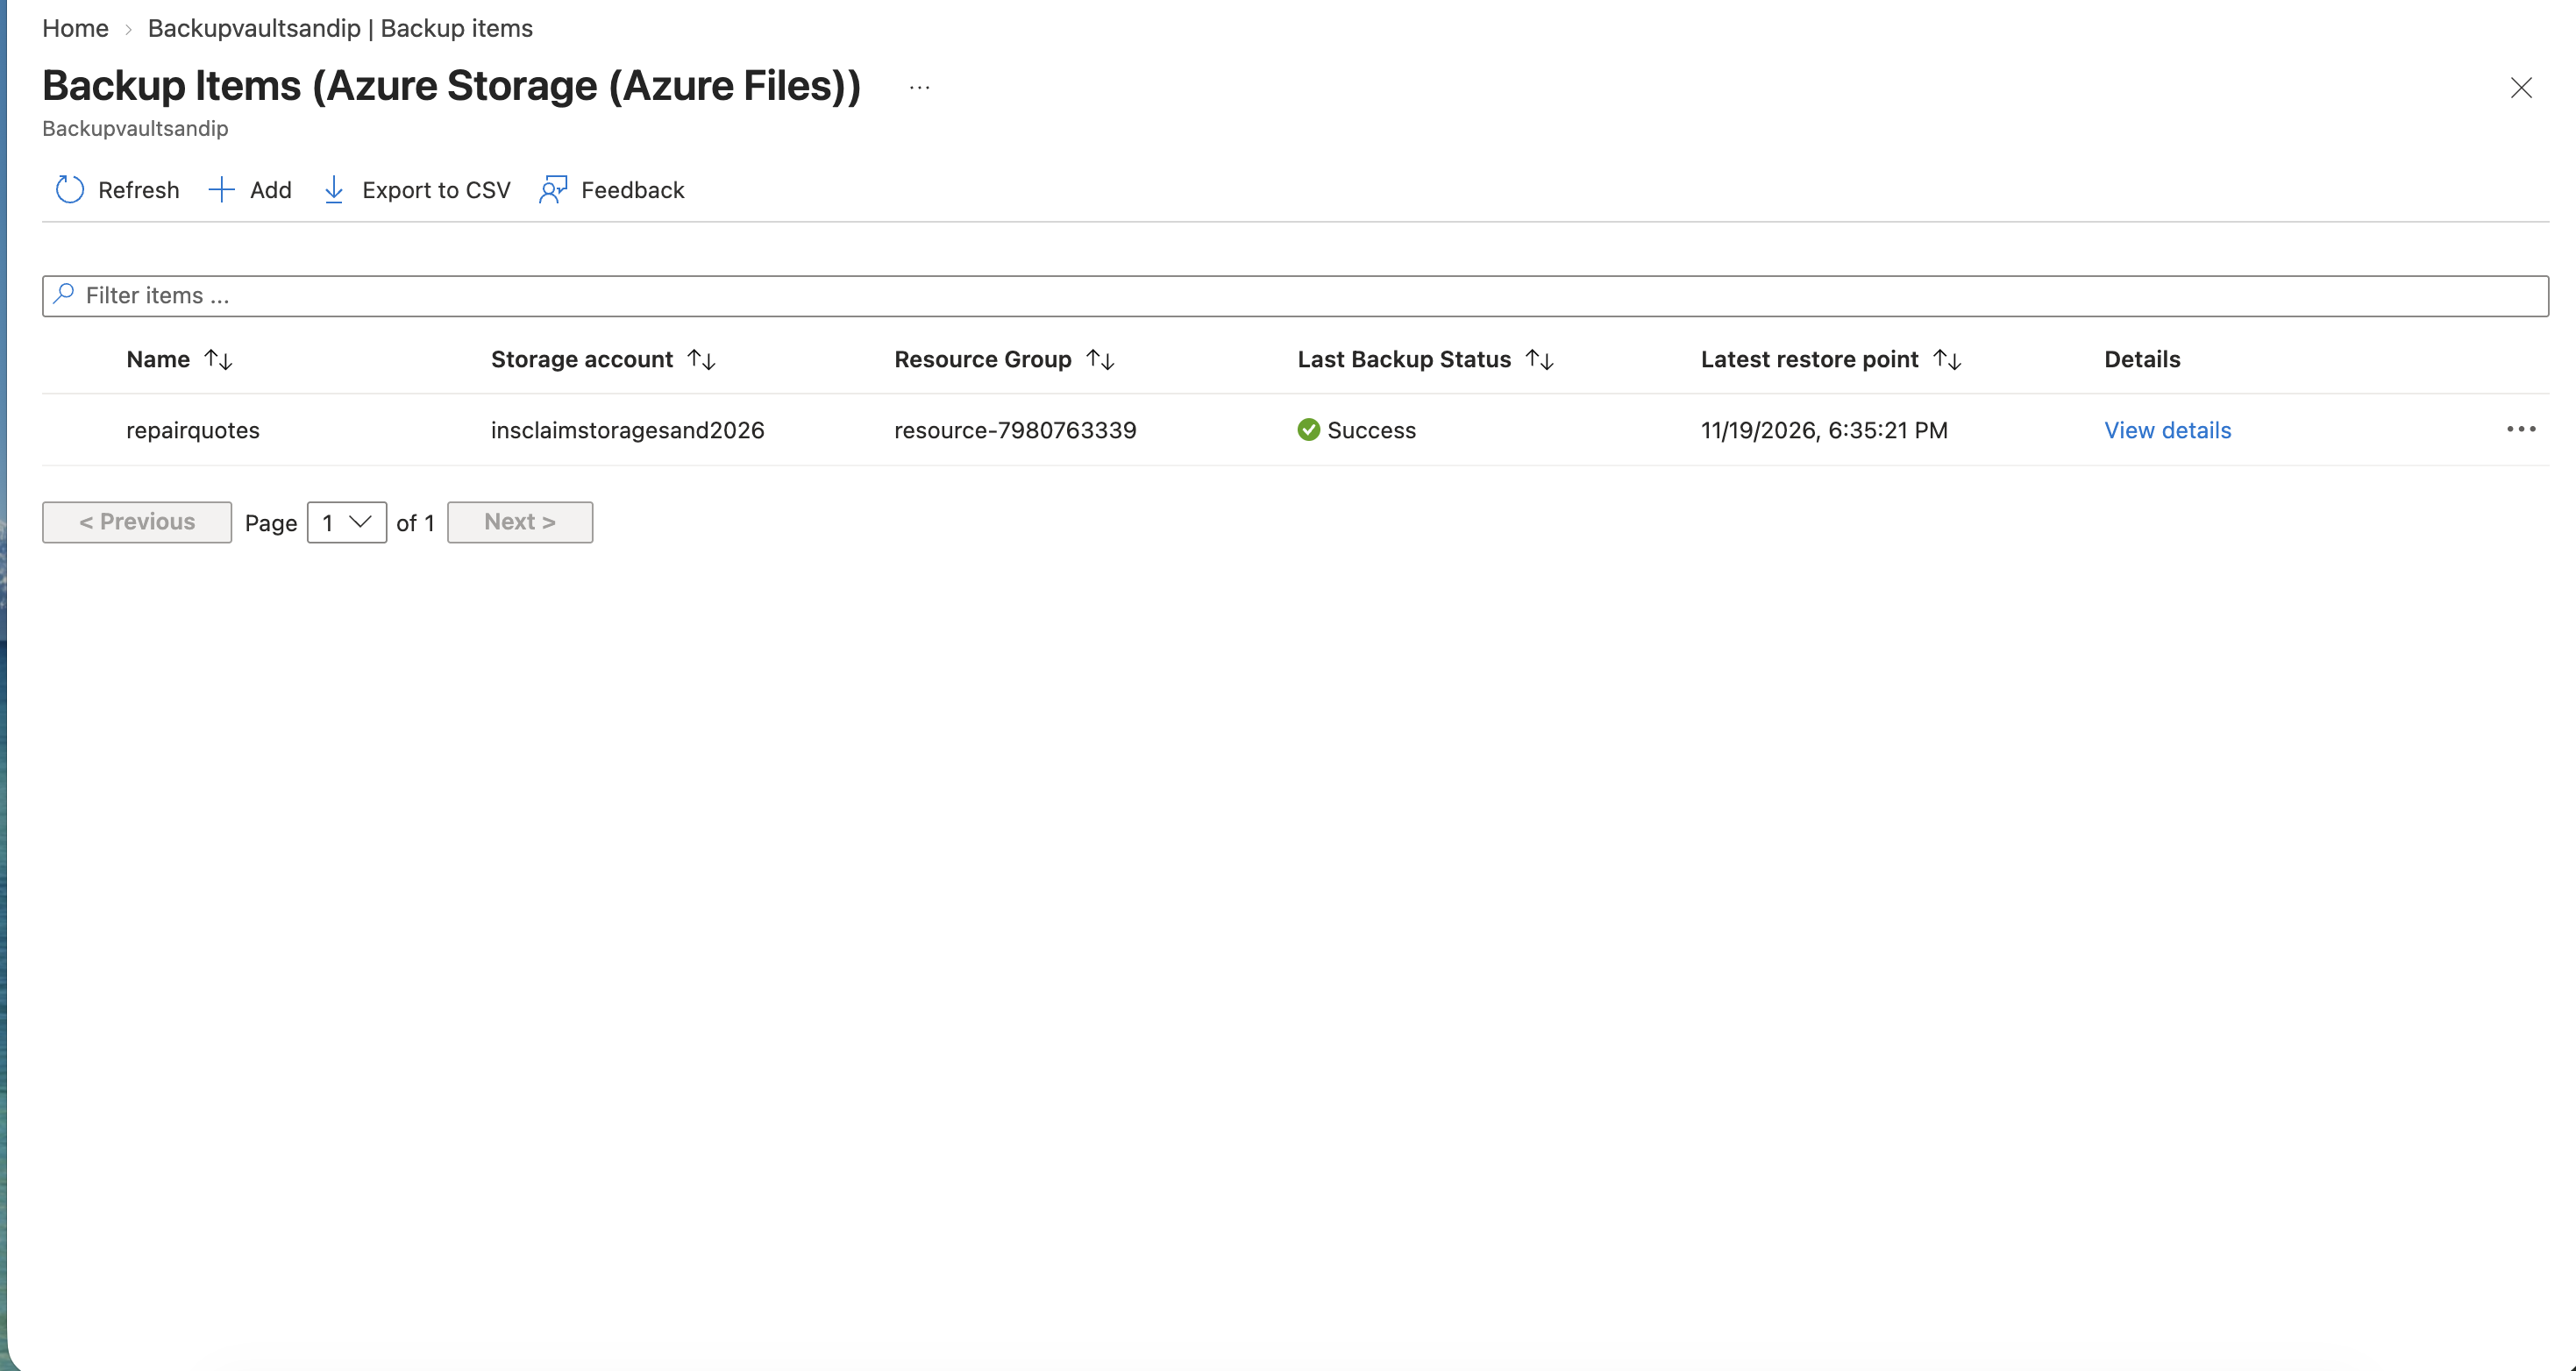 Home > Backupvaultsandip | Backup items
Backup Items (Azure Storage (Azure Files)) ...
Backupvaultsandip
Refresh Add Export to CSV Feedback
Filter items ...
Name Storage account Resource Group Last Backup Status Latest restore point Details
repairquotes insclaimstoragesand2026 resource-7980763339 Success 11/19/2026, 6:35:21 PM View details
< Previous Page 1 of 1 Next >